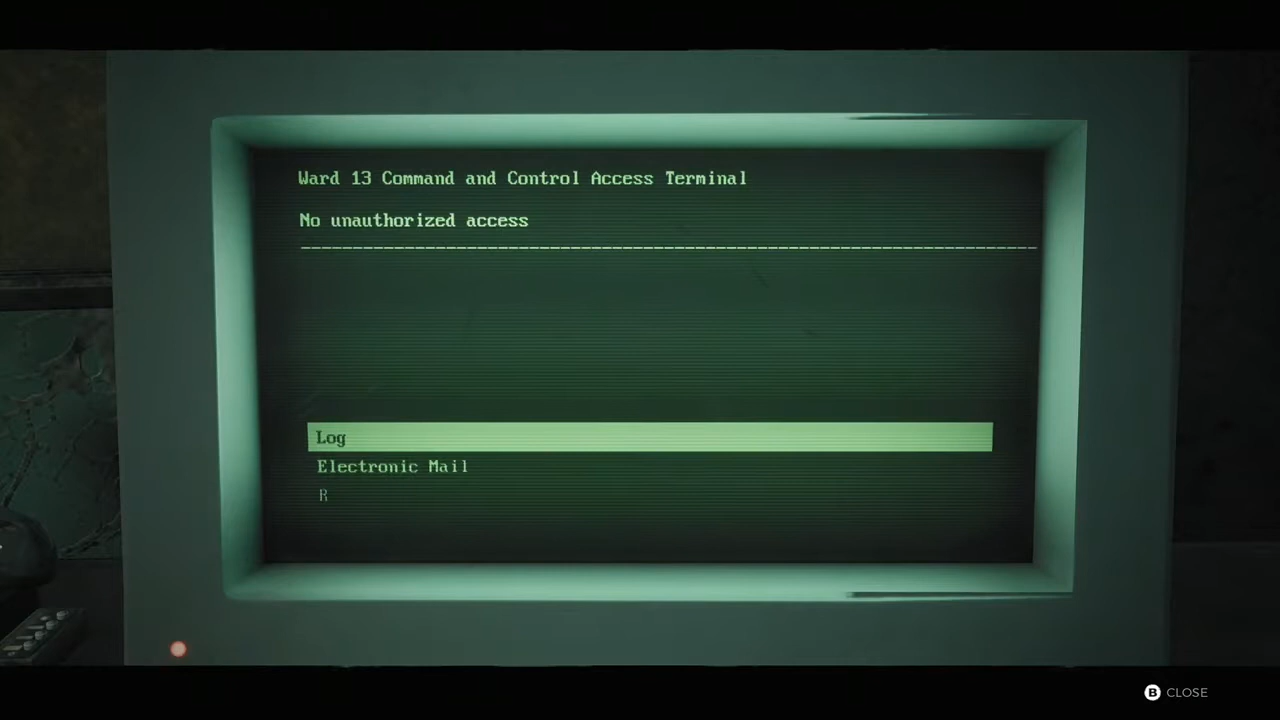 Ward 13 Command and Control Access Terminal
No unauthorized access
Log
Electronic Mail
R
B CLOSE